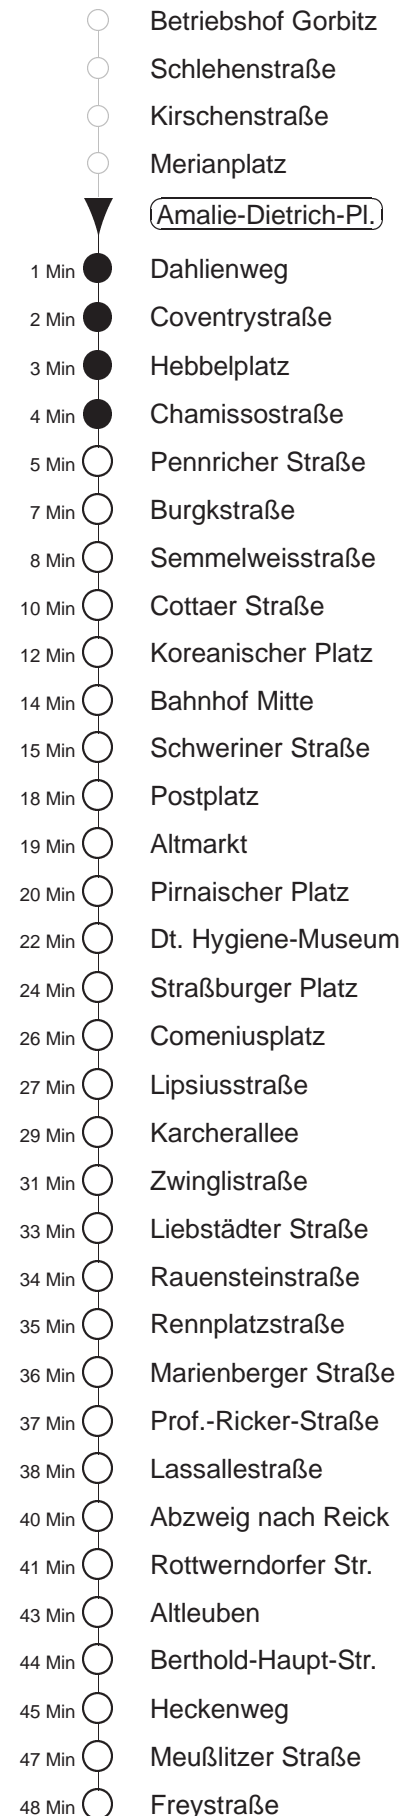 Betriebshof Gorbitz
Schlehenstraße
Kirschenstraße
Merianplatz
Amalie-Dietrich-Pl.
1 Min Dahlienweg
2 Min Coventrystraße
3 Min Hebbelplatz
4 Min Chamissostraße
5 Min Pennricher Straße
7 Min Burgkstraße
8 Min Semmelweisstraße
10 Min Cottaer Straße
12 Min Koreanischer Platz
14 Min Bahnhof Mitte
15 Min Schweriner Straße
18 Min Postplatz
19 Min Altmarkt
20 Min Pirnaischer Platz
22 Min Dt. Hygiene-Museum
24 Min Straßburger Platz
26 Min Comeniusplatz
27 Min Lipsiusstraße
29 Min Karcherallee
31 Min Zwinglistraße
33 Min Liebstädter Straße
34 Min Rauensteinstraße
35 Min Rennplatzstraße
36 Min Marienberger Straße
37 Min Prof.-Ricker-Straße
38 Min Lassallestraße
40 Min Abzweig nach Reick
41 Min Rottwerndorfer Str.
43 Min Altleuben
44 Min Berthold-Haupt-Str.
45 Min Heckenweg
47 Min Meußlitzer Straße
48 Min Freystraße